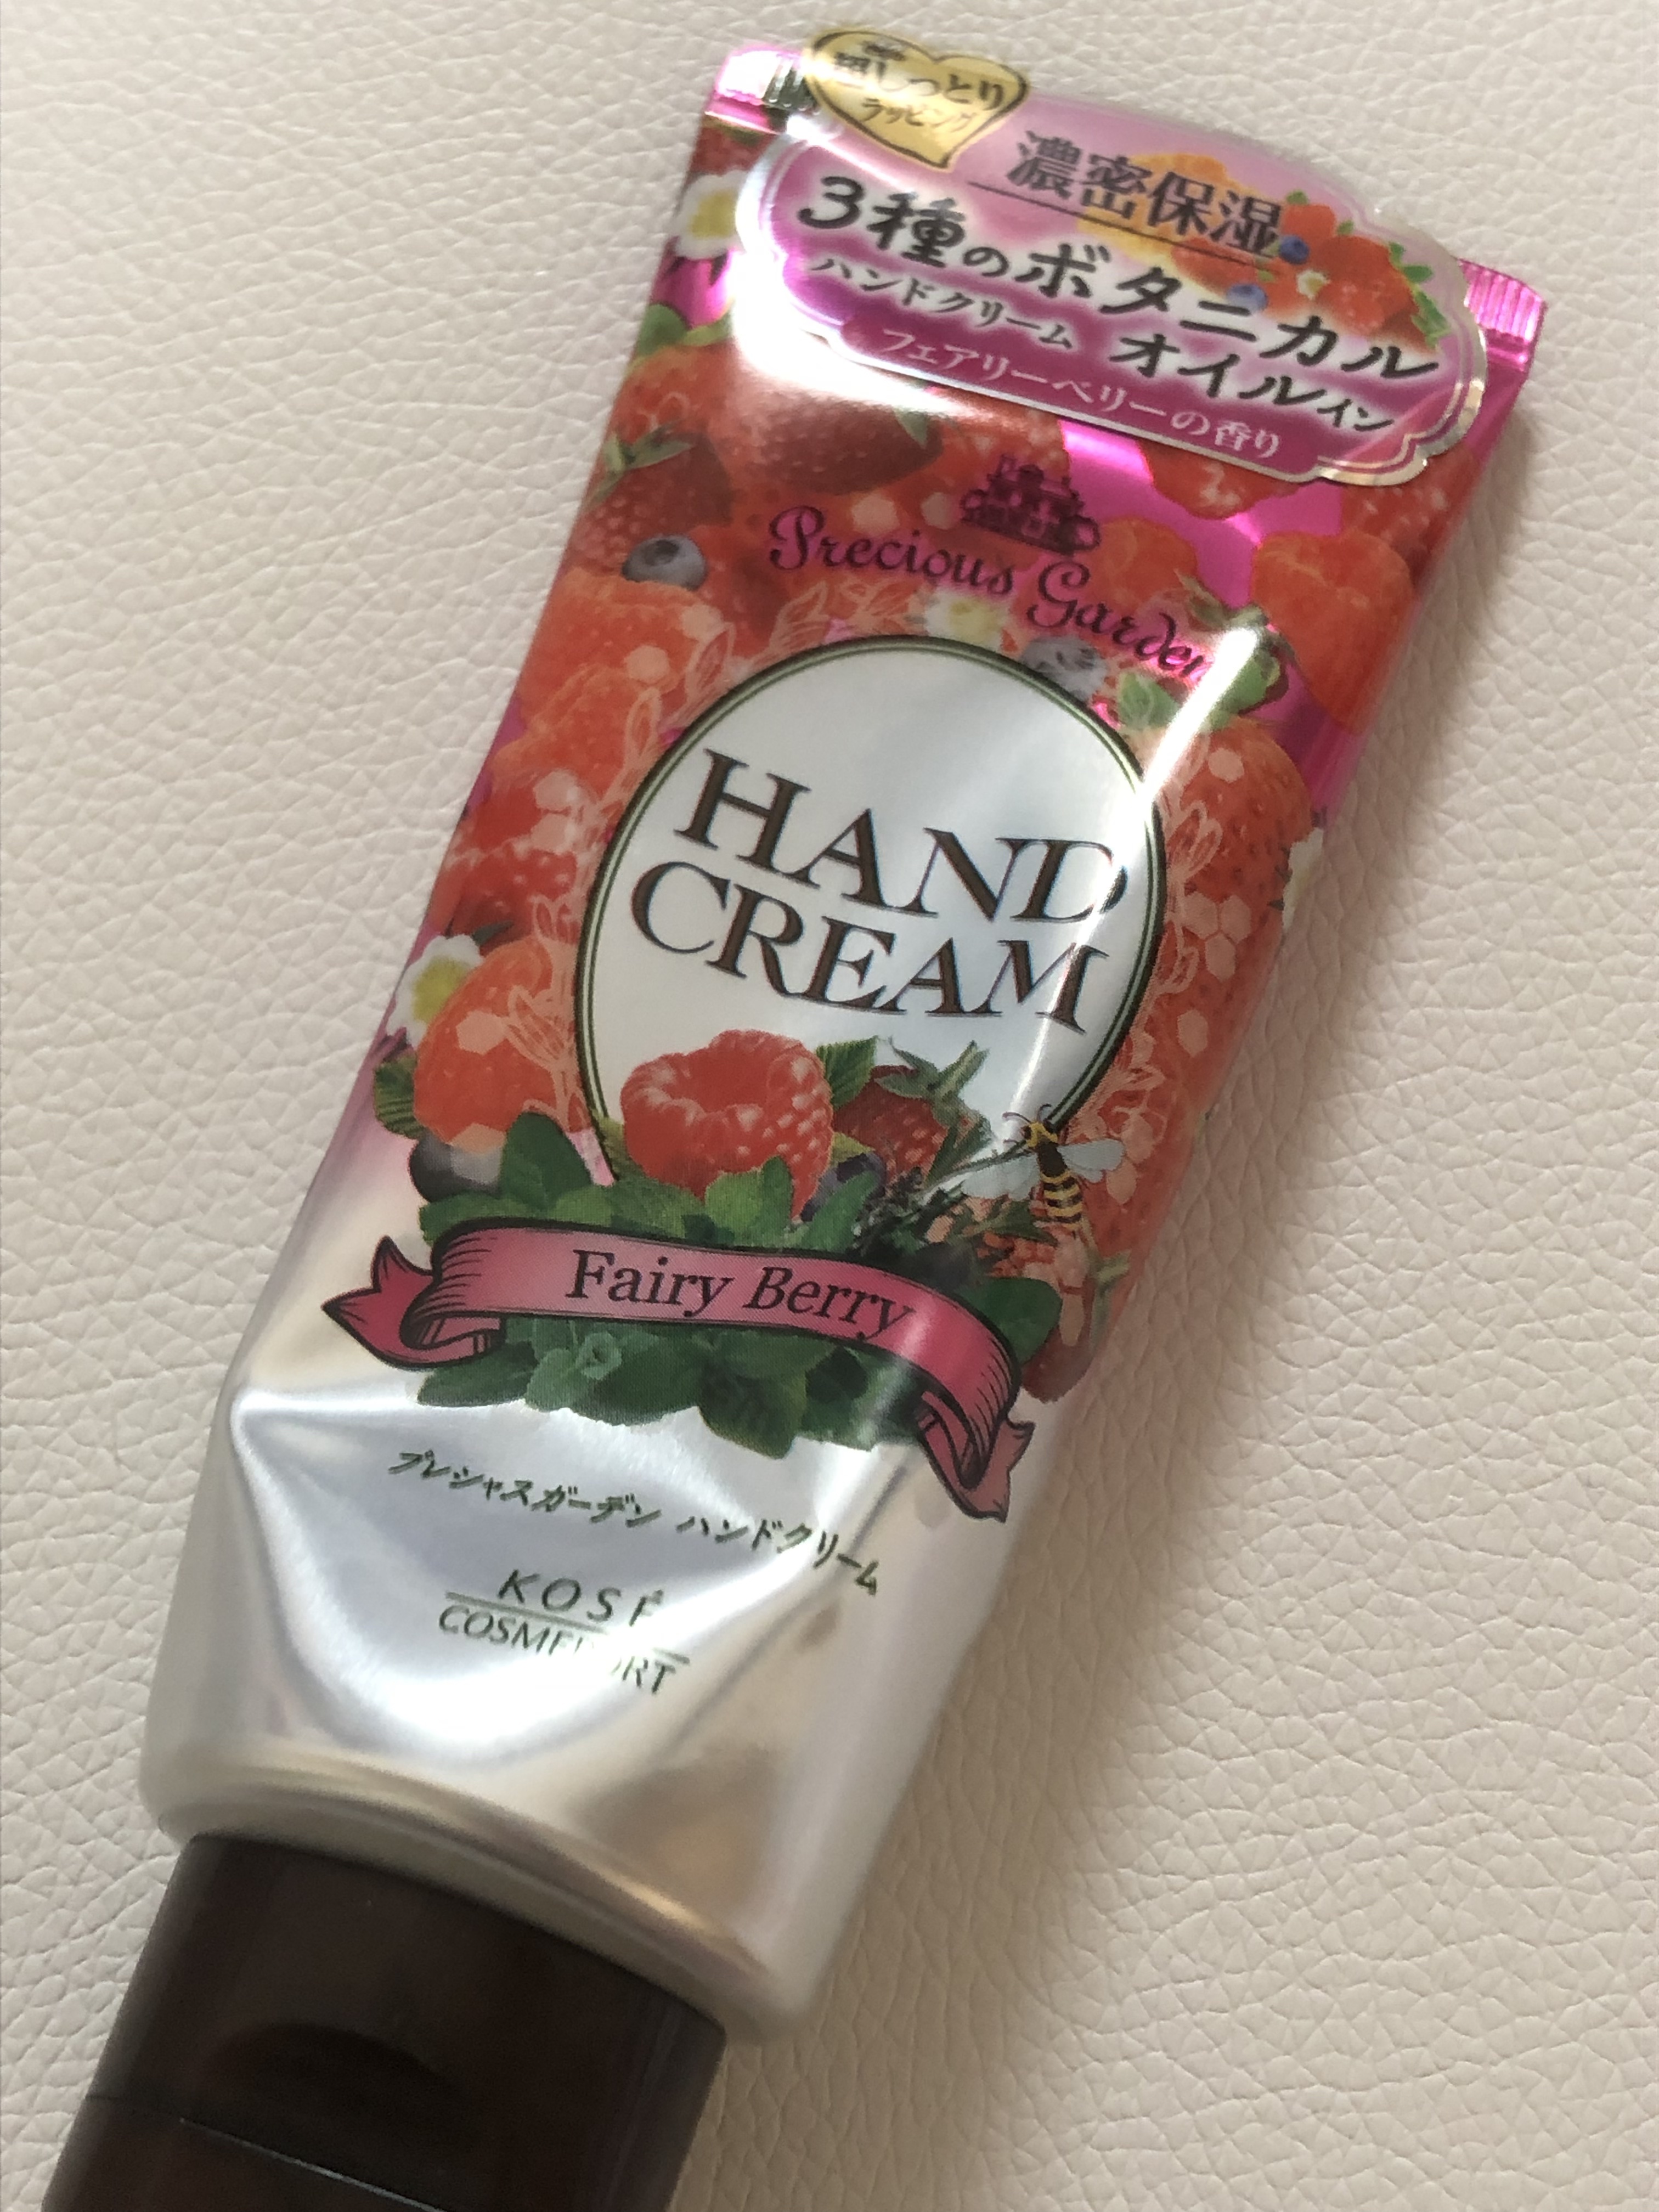 しっとり
ラッピング
濃密保湿
3種のボタニカル
ハンドクリーム オイルイン
フェアリーベリーの香り
Precious Garden
HAND
CREAM
Fairy Berry
プレシャスガーデン ハンドクリーム
KOSÉ
COSMEPORT